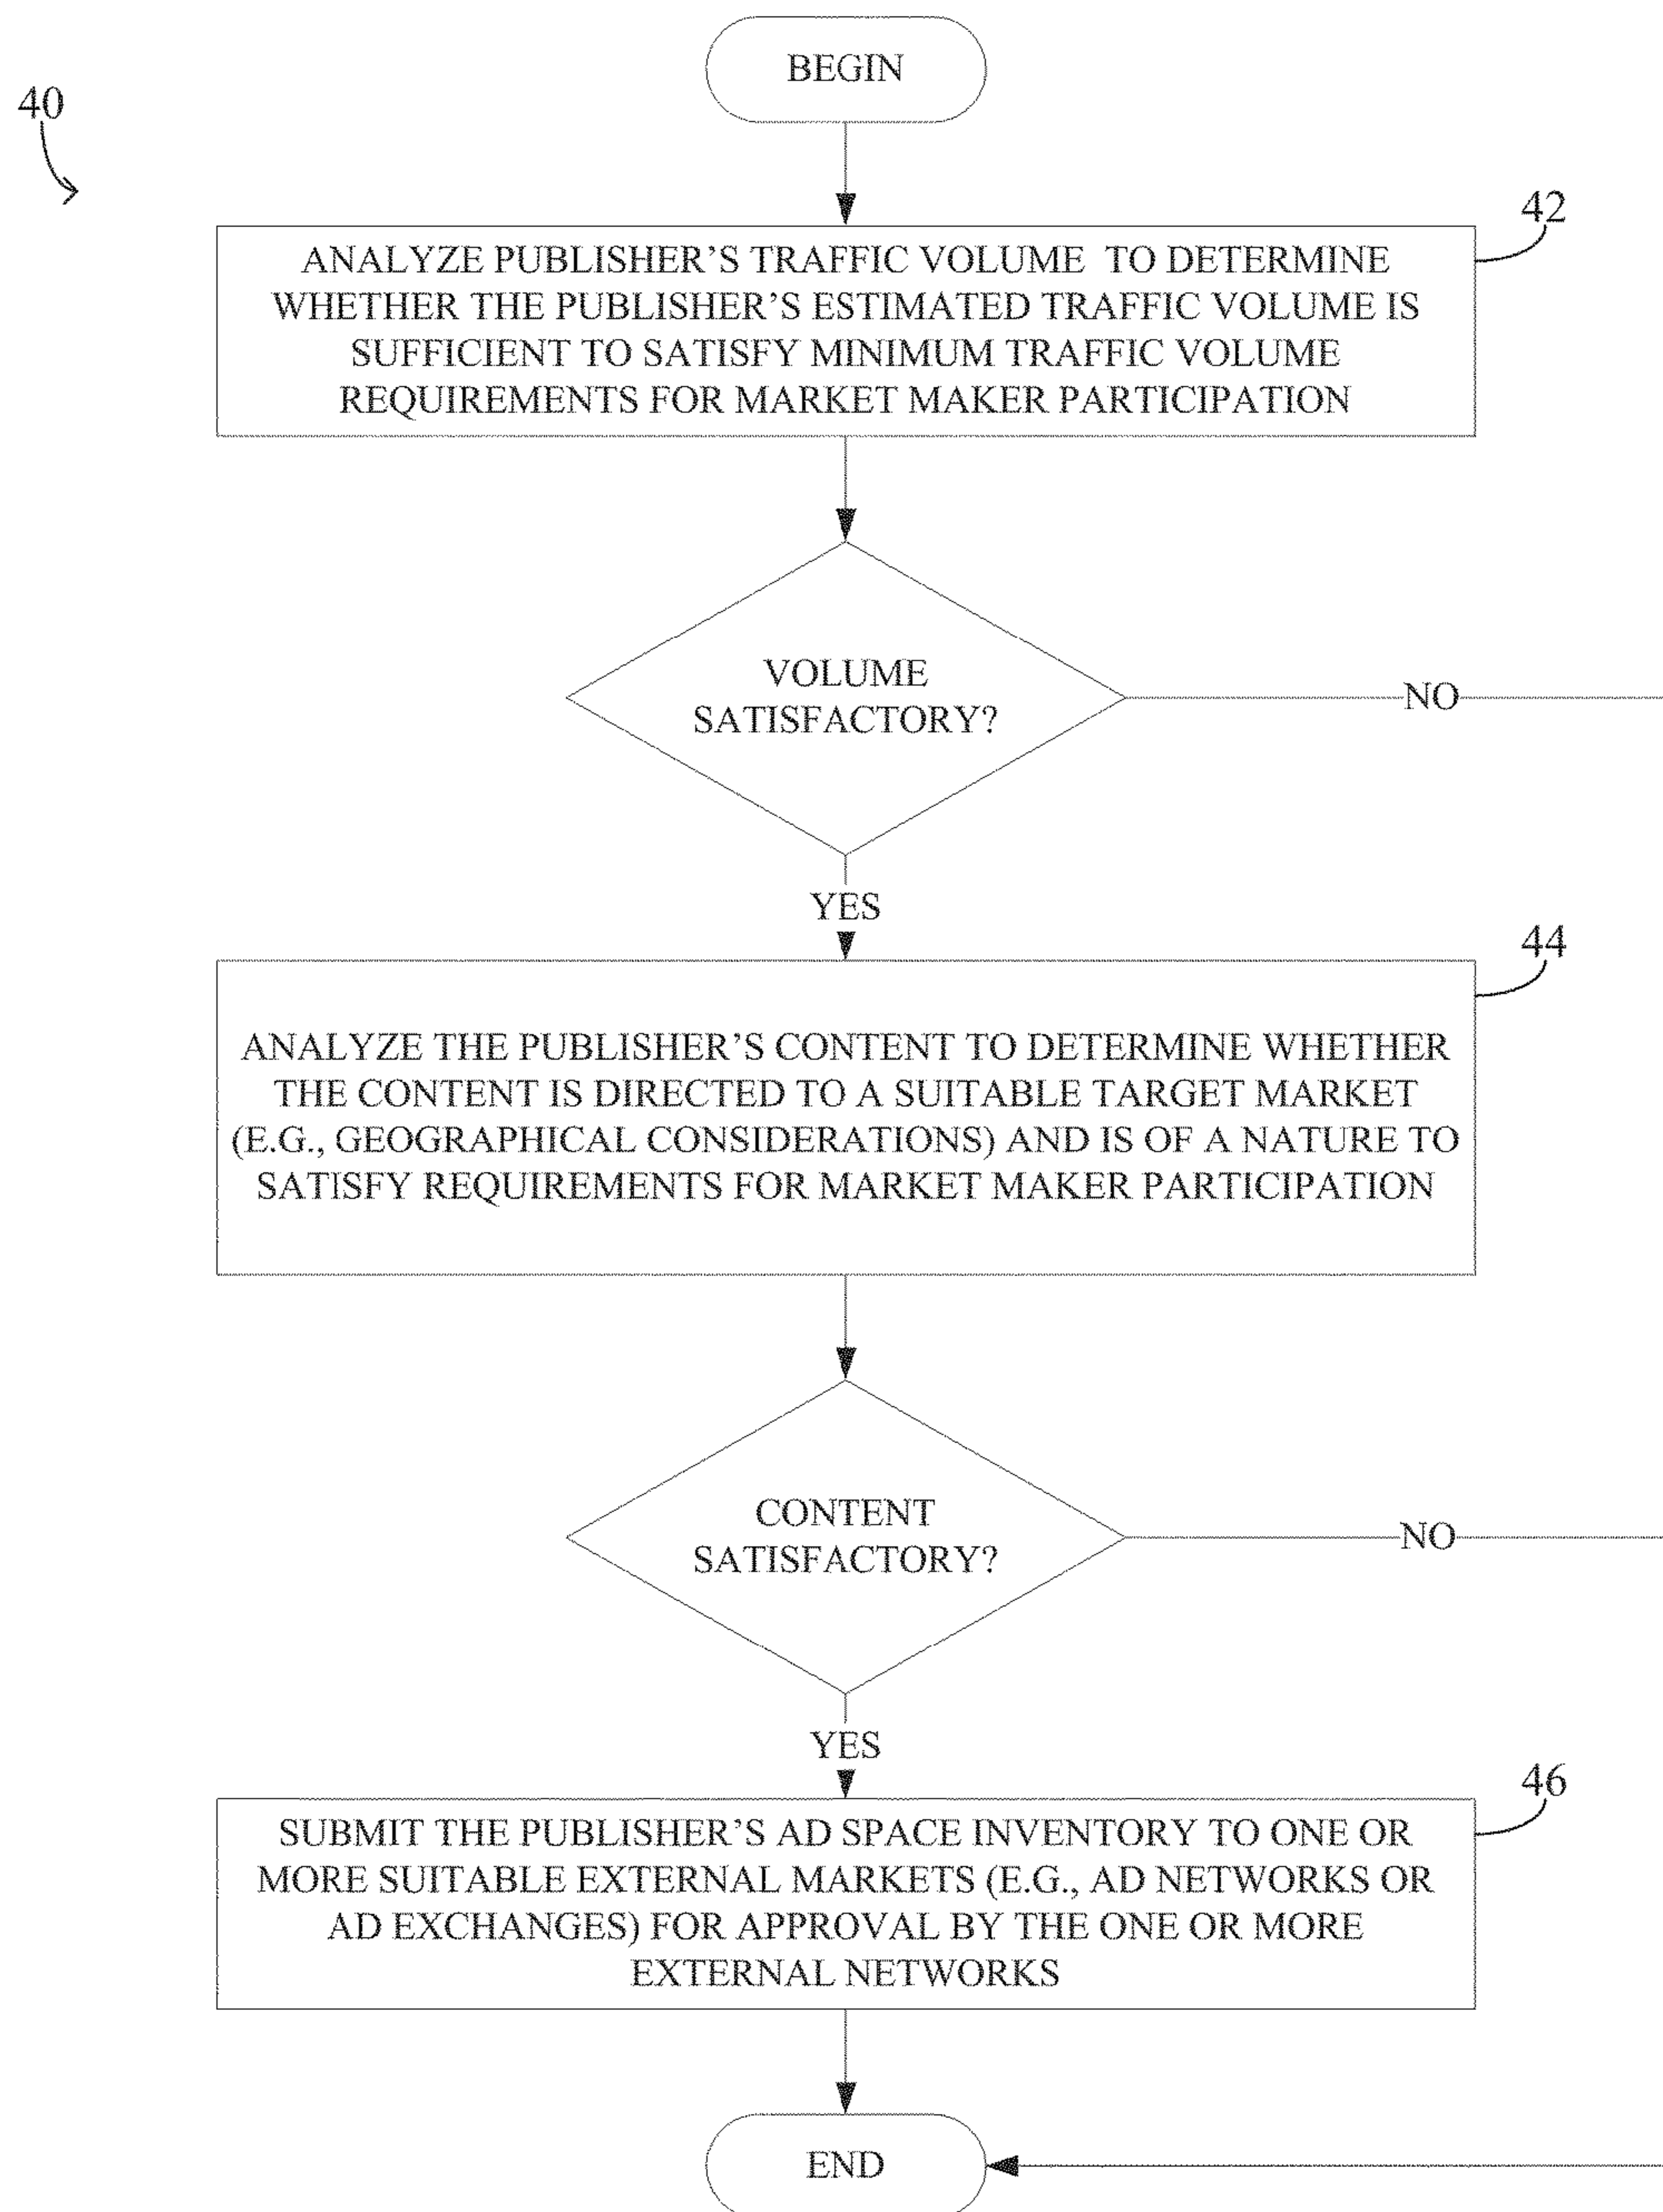 BEGIN
40
42
ANALYZE PUBLISHER’S TRAFFIC VOLUME TO DETERMINE
WHETHER THE PUBLISHER’S ESTIMATED TRAFFIC VOLUME IS
SUFFICIENT TO SATISFY MINIMUM TRAFFIC VOLUME
REQUIREMENTS FOR MARKET MAKER PARTICIPATION
VOLUME
SATISFACTORY?
NO
YES
44
ANALYZE THE PUBLISHER’S CONTENT TO DETERMINE WHETHER
THE CONTENT IS DIRECTED TO A SUITABLE TARGET MARKET
(E.G., GEOGRAPHICAL CONSIDERATIONS) AND IS OF A NATURE TO
SATISFY REQUIREMENTS FOR MARKET MAKER PARTICIPATION
CONTENT
SATISFACTORY?
NO
YES
46
SUBMIT THE PUBLISHER’S AD SPACE INVENTORY TO ONE OR
MORE SUITABLE EXTERNAL MARKETS (E.G., AD NETWORKS OR
AD EXCHANGES) FOR APPROVAL BY THE ONE OR MORE
EXTERNAL NETWORKS
END